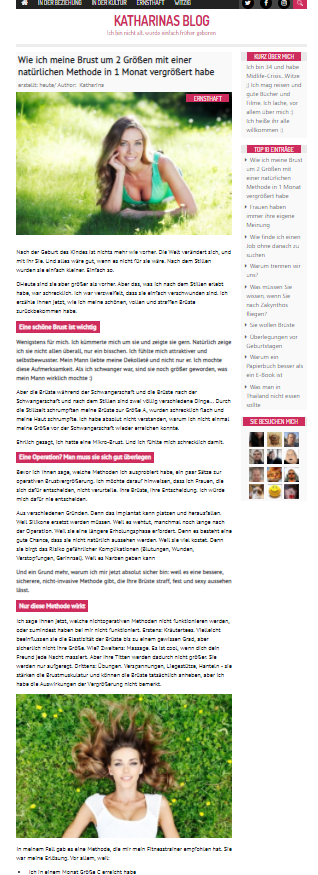 IN DER BEZIEHUNG
IN DER KULTUR
ERNSTHAFT
WITZIG
KATHARINAS BLOG
Ich bin nicht alt, wurde einfach früher geboren
Wie ich meine Brust um 2 Größen mit einer
natürlichen Methode in 1 Monat vergrößert habe
erstellt: heute/ Author: Katharina
ERNSTHAFT
Nach der Geburt des Kindes ist nichts mehr wie vorher. Die Welt verändert sich, und
mit ihr Sie. Und alles wäre gut, wenn es nicht für sie wäre. Nach dem Stillen
wurden sie einfach kleiner. Einfach so.
DHeute sind sie aber größer als vorher. Aber das, was ich nach dem Stillen erlebt
habe, war schrecklich. Ich war verzweifelt, dass sie einfach verschwunden sind. Ich
erzähle Ihnen jetzt, wie ich meine schönen, vollen und straffen Brüste
zurückbekommen habe.
Eine schöne Brust ist wichtig
Wenigstens für mich. Ich kümmerte mich um sie und zeigte sie gern. Natürlich zeige
ich sie nicht allen überall, nur ein bisschen. Ich fühlte mich attraktiver und
selbstbewusster. Mein Mann liebte meine Dekolleté und nicht nur er. Ich mochte
diese Aufmerksamkeit. Als ich schwanger war, sind sie noch größer geworden, was
mein Mann wirklich mochte :)
Aber die Brüste während der Schwangerschaft und die Brüste nach der
Schwangerschaft und nach dem Stillen sind zwei völlig verschiedene Dinge... Durch
die Stillzeit schrumpften meine Brüste zur Größe A, wurden schrecklich flach und
meine Haut schrumpfte. Ich habe absolut nicht verstanden, warum ich nicht einmal
meine Größe vor der Schwangerschaft wieder erreichen konnte.
Ehrlich gesagt, ich hatte eine Mikro-Brust. Und ich fühlte mich schrecklich damit.
Eine Operation? Man muss sie sich gut überlegen
Bevor ich Ihnen sage, welche Methoden ich ausprobiert habe, ein paar Sätze zur
operativen Brustvergrößerung. Ich möchte darauf hinweisen, dass ich Frauen, die
sich dafür entscheiden, nicht verurteile. Ihre Brüste, ihre Entscheidung. Ich würde
mich dafür nie entscheiden.
Aus verschiedenen Gründen. Denn das Implantat kann platzen und herausfallen.
Weil Silikone ersetzt werden müssen. Weil es wehtut, manchmal noch lange nach
der Operation. Weil sie eine längere Erholungsphase erfordert. Denn es besteht eine
gute Chance, dass sie nicht natürlich aussehen werden. Weil sie viel kostet. Denn
sie birgt das Risiko gefährlicher Komplikationen (Blutungen, Wunden,
Verstopfungen, Gerinnsel). Weil es Narben geben kann
Und ein Grund mehr, warum ich mir jetzt absolut sicher bin: weil es eine bessere,
sicherere, nicht-invasive Methode gibt, die Ihre Brüste straff, fest und sexy aussehen
lässt.
Nur diese Methode wirkt
Ich sage Ihnen jetzt, welche nichtoperativen Methoden nicht funktionieren werden,
oder zumindest haben bei mir nicht funktioniert. Erstens: Kräutertees. Vielleicht
beeinflussen sie die Elastizität der Brüste bis zu einem gewissen Grad, aber
sicherlich nicht ihre Größe. Wie? Zweitens: Massage. Es ist cool, wenn dich dein
Freund jede Nacht massiert. Aber ihre Titten werden dadurch nicht größer. Sie
werden nur aufgeregt. Drittens: Übungen. Verspannungen, Liegestütze, Hanteln - sie
stärken die Brustmuskulatur und können die Brüste tatsächlich anheben, aber ich
habe die Auswirkungen der Vergrößerung nicht bemerkt.
In meinem Fall gab es eine Methode, die mir mein Fitnesstrainer empfohlen hat. Sie
war meine Erlösung. Vor allem, weil:
• Ich in einem Monat Größe C erreicht habe
KURZ ÜBER MICH
Ich bin 34 und habe
Midlife-Crisis..Witze
;) Ich mag reisen und
gute Bücher und
Filme. Ich lache, vor
allem über mich :)
Ich heiße ihr alle
willkommen :)
TOP 10 EINTRÄGE
Wie ich meine Brust
um 2 Größen mit
einer natürlichen
Methode in 1 Monat
vergrößert habe
Frauen haben
immer ihre eigene
Meinung
Wie finde ich einen
Job ohne danach zu
suchen
Warum trennen wir
uns?
Was müssen Sie
wissen, wenn Sie
nach Zakynthos
fliegen?
Sie wollen Brüste
Überlegungen vor
Geburtstagen
Warum ein
Papierbuch besser als
ein E-Book ist
Was man in
Thailand nicht essen
sollte
SIE BESUCHEN MICH